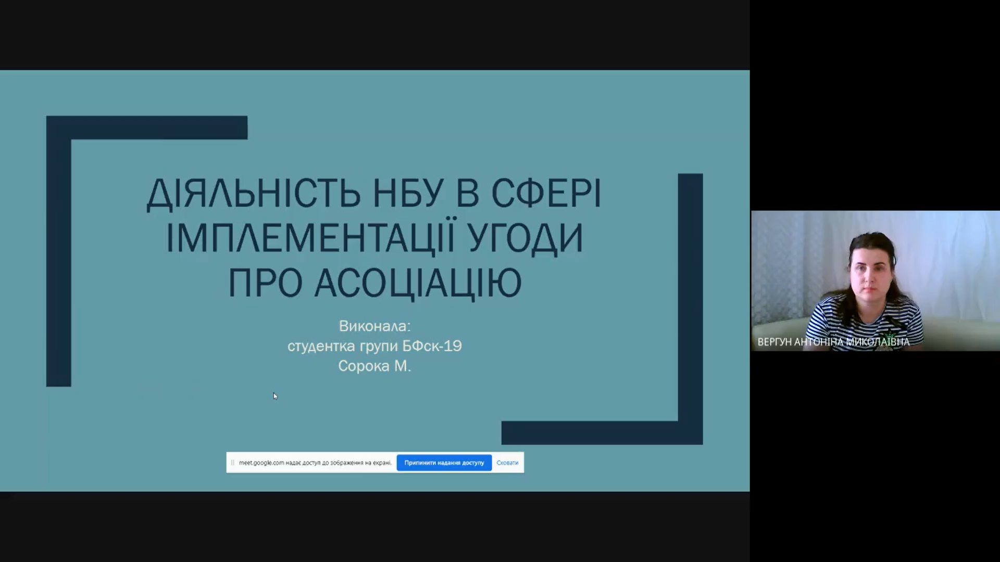 ДІЯЛЬНІСТЬ НБУ В СФЕРІ
ІМПЛЕМЕНТАЦІЇ УГОДИ
ПРО АСОЦІАЦІЮ
Виконала:
студентка групи БФск-19
Сорока М.
meet.google.com надає доступ до зображення на екрані. Припинити надання доступу Сховати
ВЕРГУН АНТОНІНА МИКОЛАЇВНА